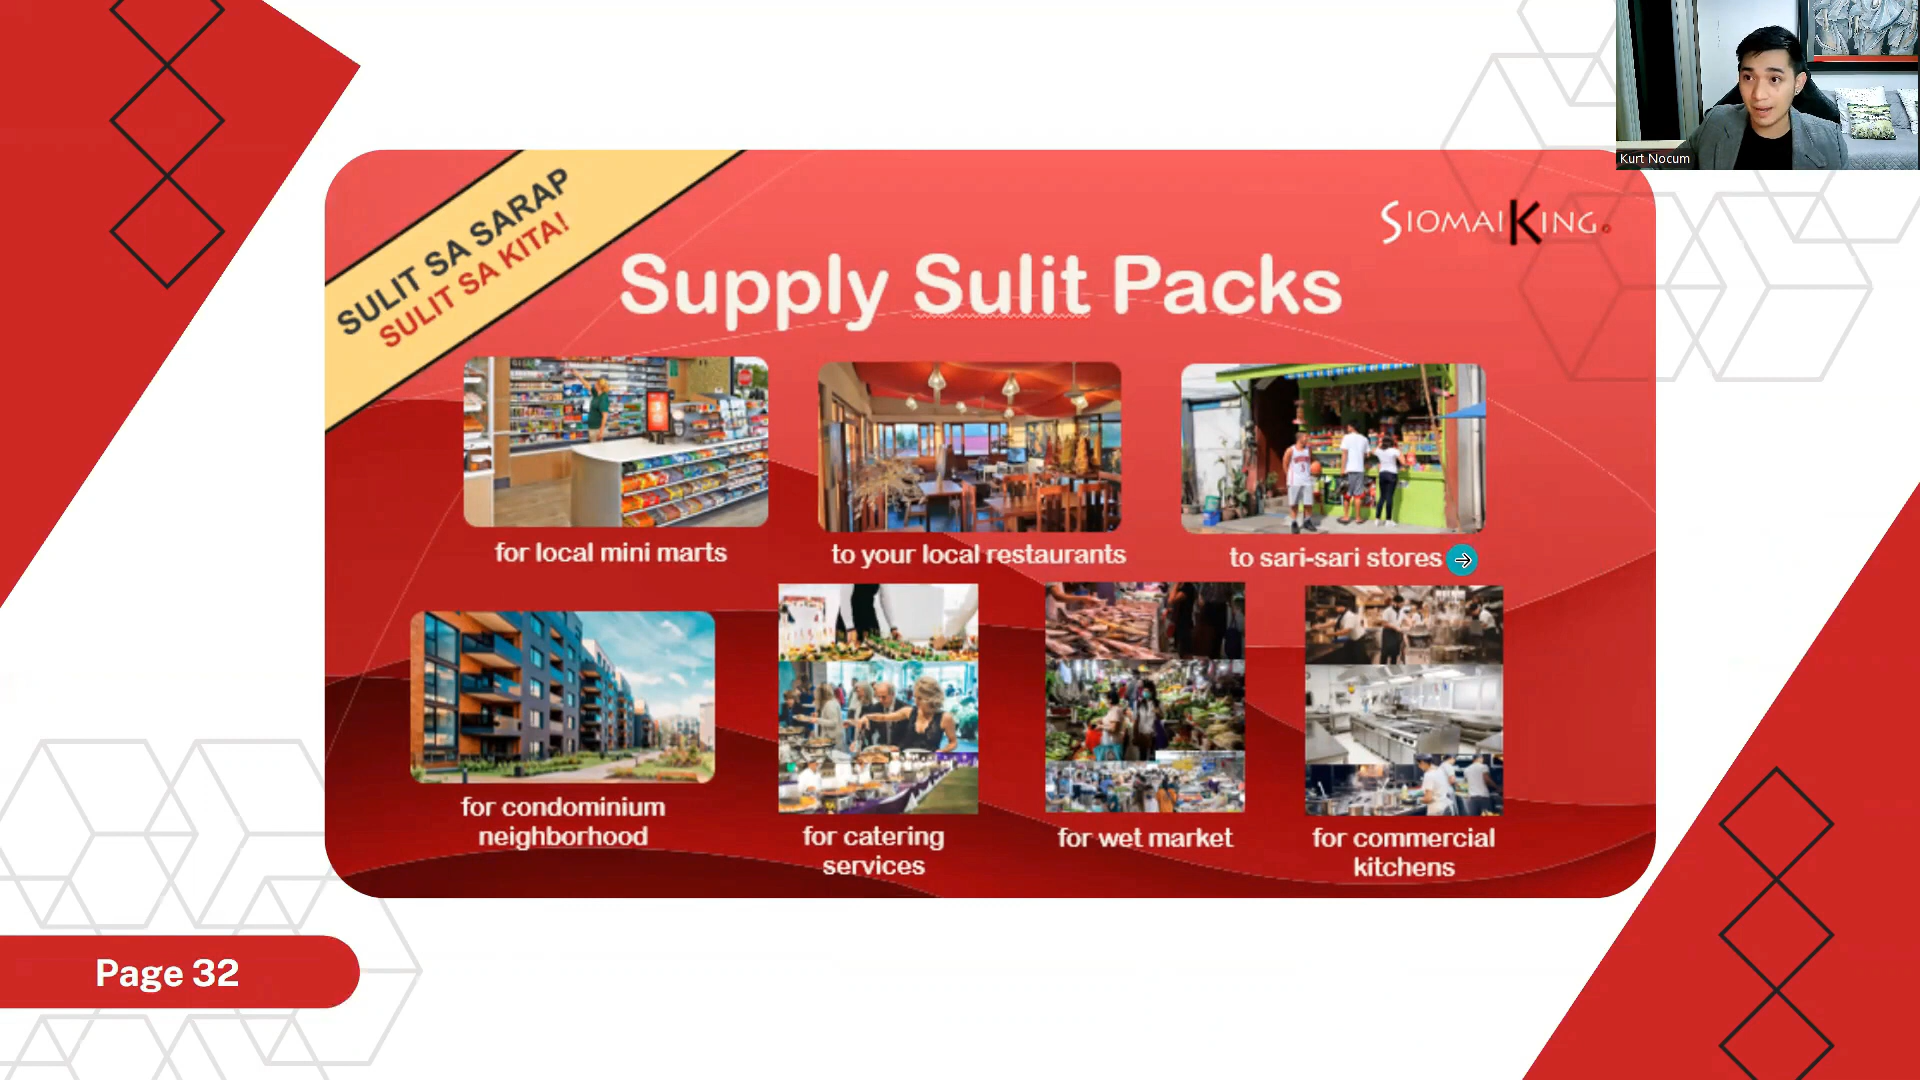 Kurt Nocum
SULIT SA SARAP
SULIT SA KITA!
SIOMAI KING
Supply Sulit Packs
for local mini marts
to your local restaurants
to sari-sari stores
for condominium
neighborhood
for catering
services
for wet market
for commercial
kitchens
Page 32